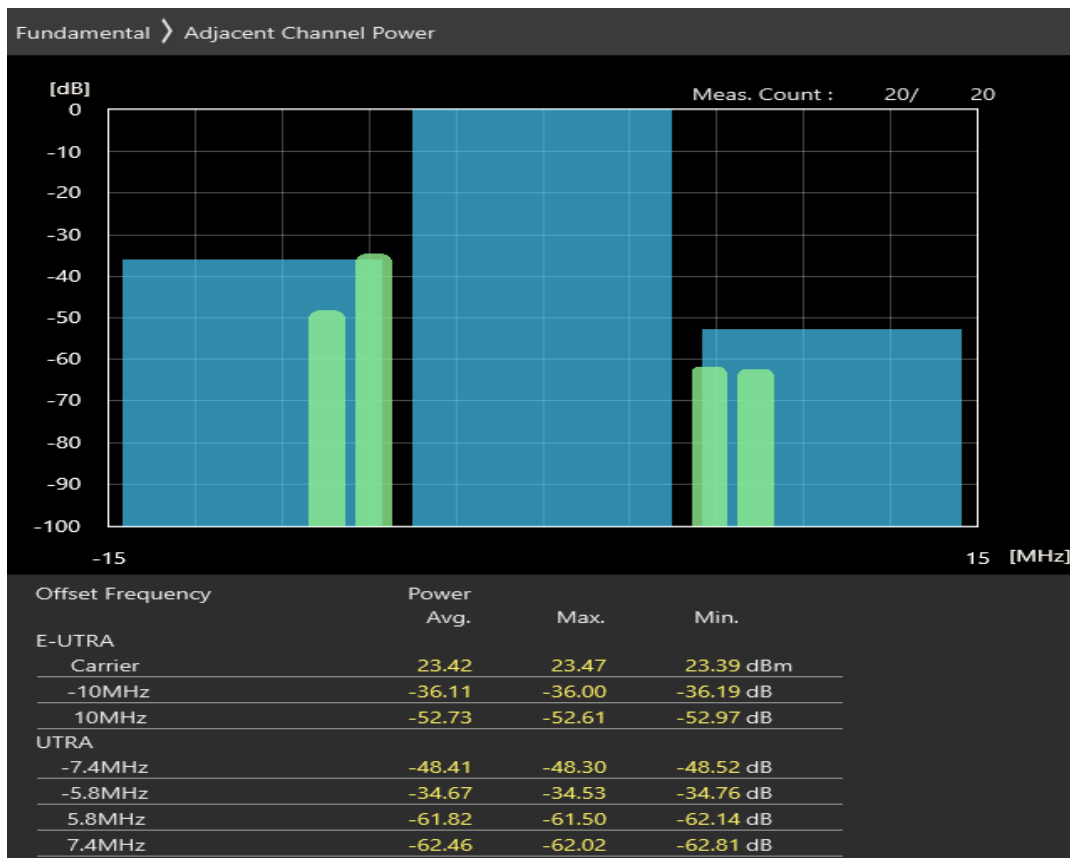 Fundamental 〉 Adjacent Channel Power
[dB]
Meas. Count : 20/ 20
0
-10
-20
-30
-40
-50
-60
-70
-80
-90
-100
-15 15 [MHz]
Offset Frequency Power
Avg. Max. Min.
E-UTRA
Carrier 23.42 23.47 23.39 dBm
-10MHz -36.11 -36.00 -36.19 dB
10MHz -52.73 -52.61 -52.97 dB
UTRA
-7.4MHz -48.41 -48.30 -48.52 dB
-5.8MHz -34.67 -34.53 -34.76 dB
5.8MHz -61.82 -61.50 -62.14 dB
7.4MHz -62.46 -62.02 -62.81 dB